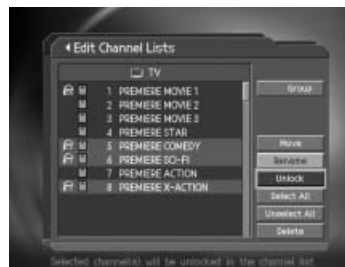 Edit Channel Lists
TV
1 PREMIERE MOVIE 1
2 PREMIERE MOVIE 2
3 PREMIERE MOVIE 3
4 PREMIERE STAR
5 PREMIERE COMEDY
6 PREMIERE SCI-FI
7 PREMIERE ACTION
8 PREMIERE X-ACTION
Group
Move
Rename
Unlock
Select All
Unselect All
Delete
Selected channel(s) will be unlocked in the channel list.